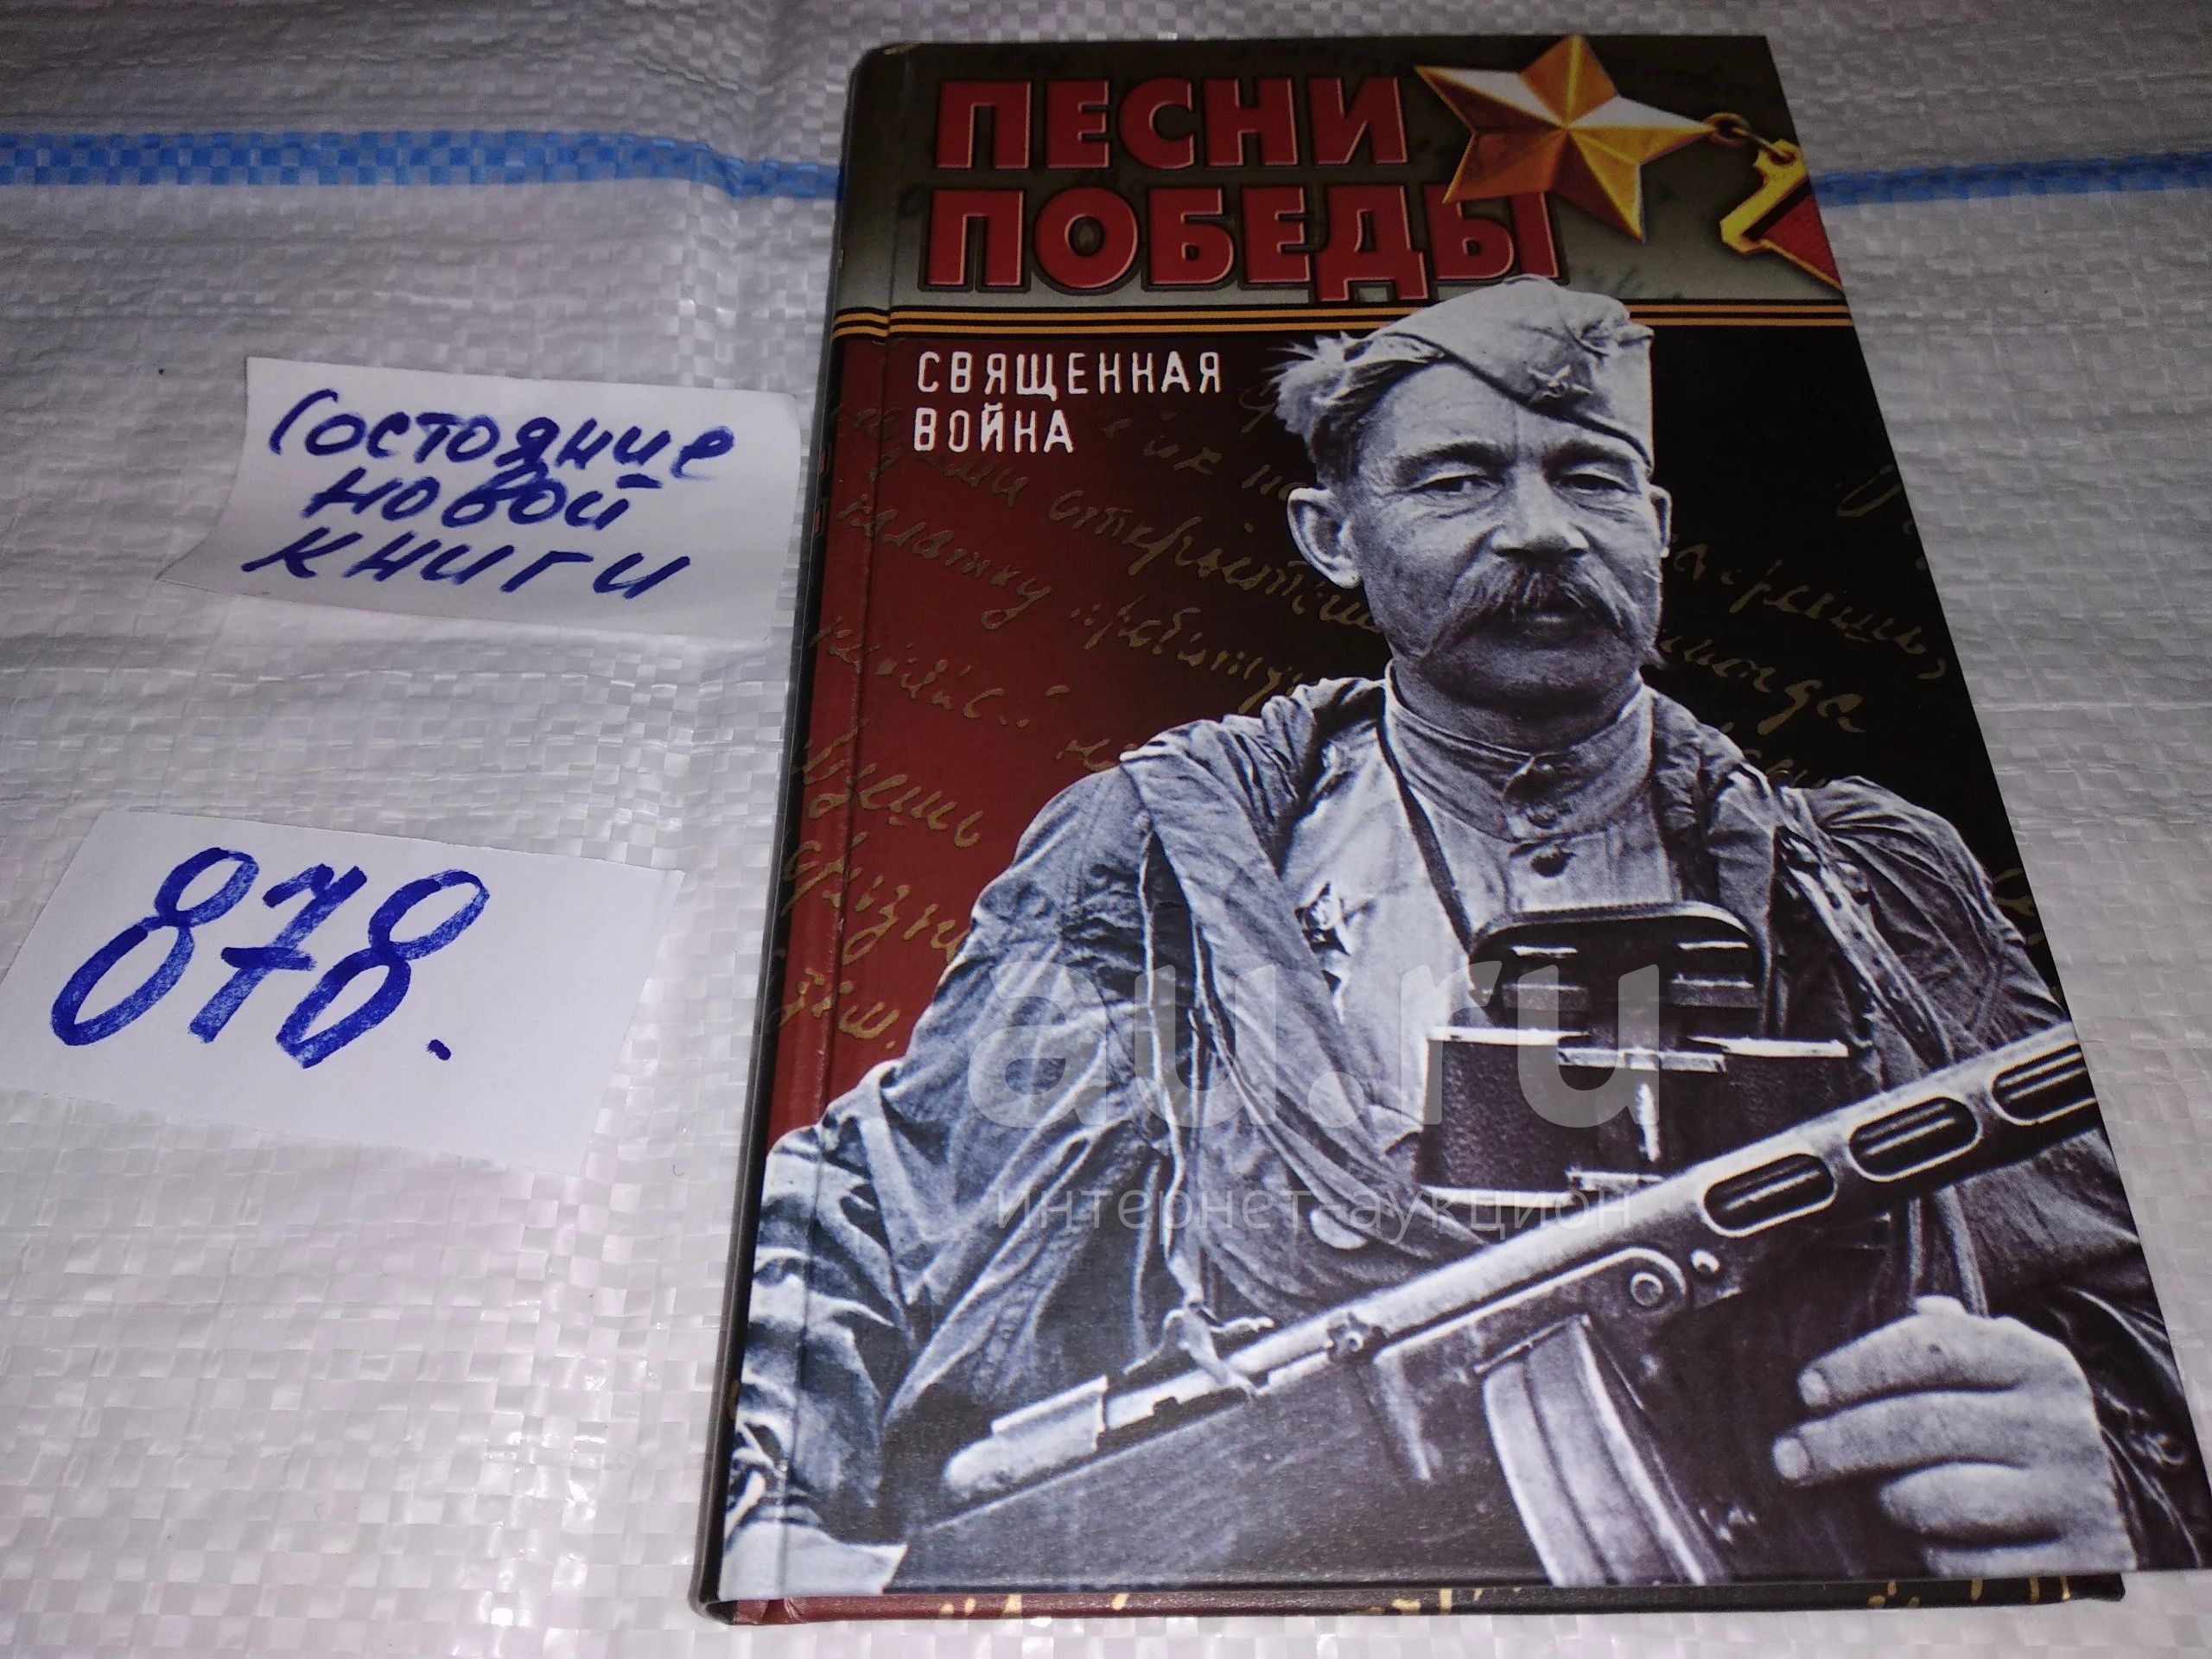 ПЕСНИ
ПОБЕДЫ
СВЯЩЕННАЯ
ВОЙНА
Состояние
новой
книги
878.
au.ru
интернет-аукцион